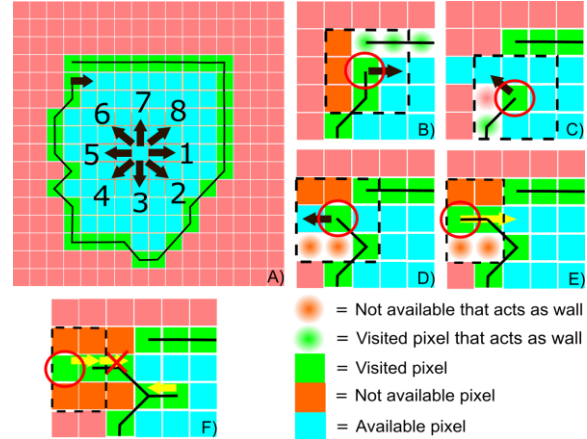 7
6 8
5 1
4 2
3
A)
B)
C)
D)
E)
F)
= Not available that acts as wall
= Visited pixel that acts as wall
= Visited pixel
= Not available pixel
= Available pixel